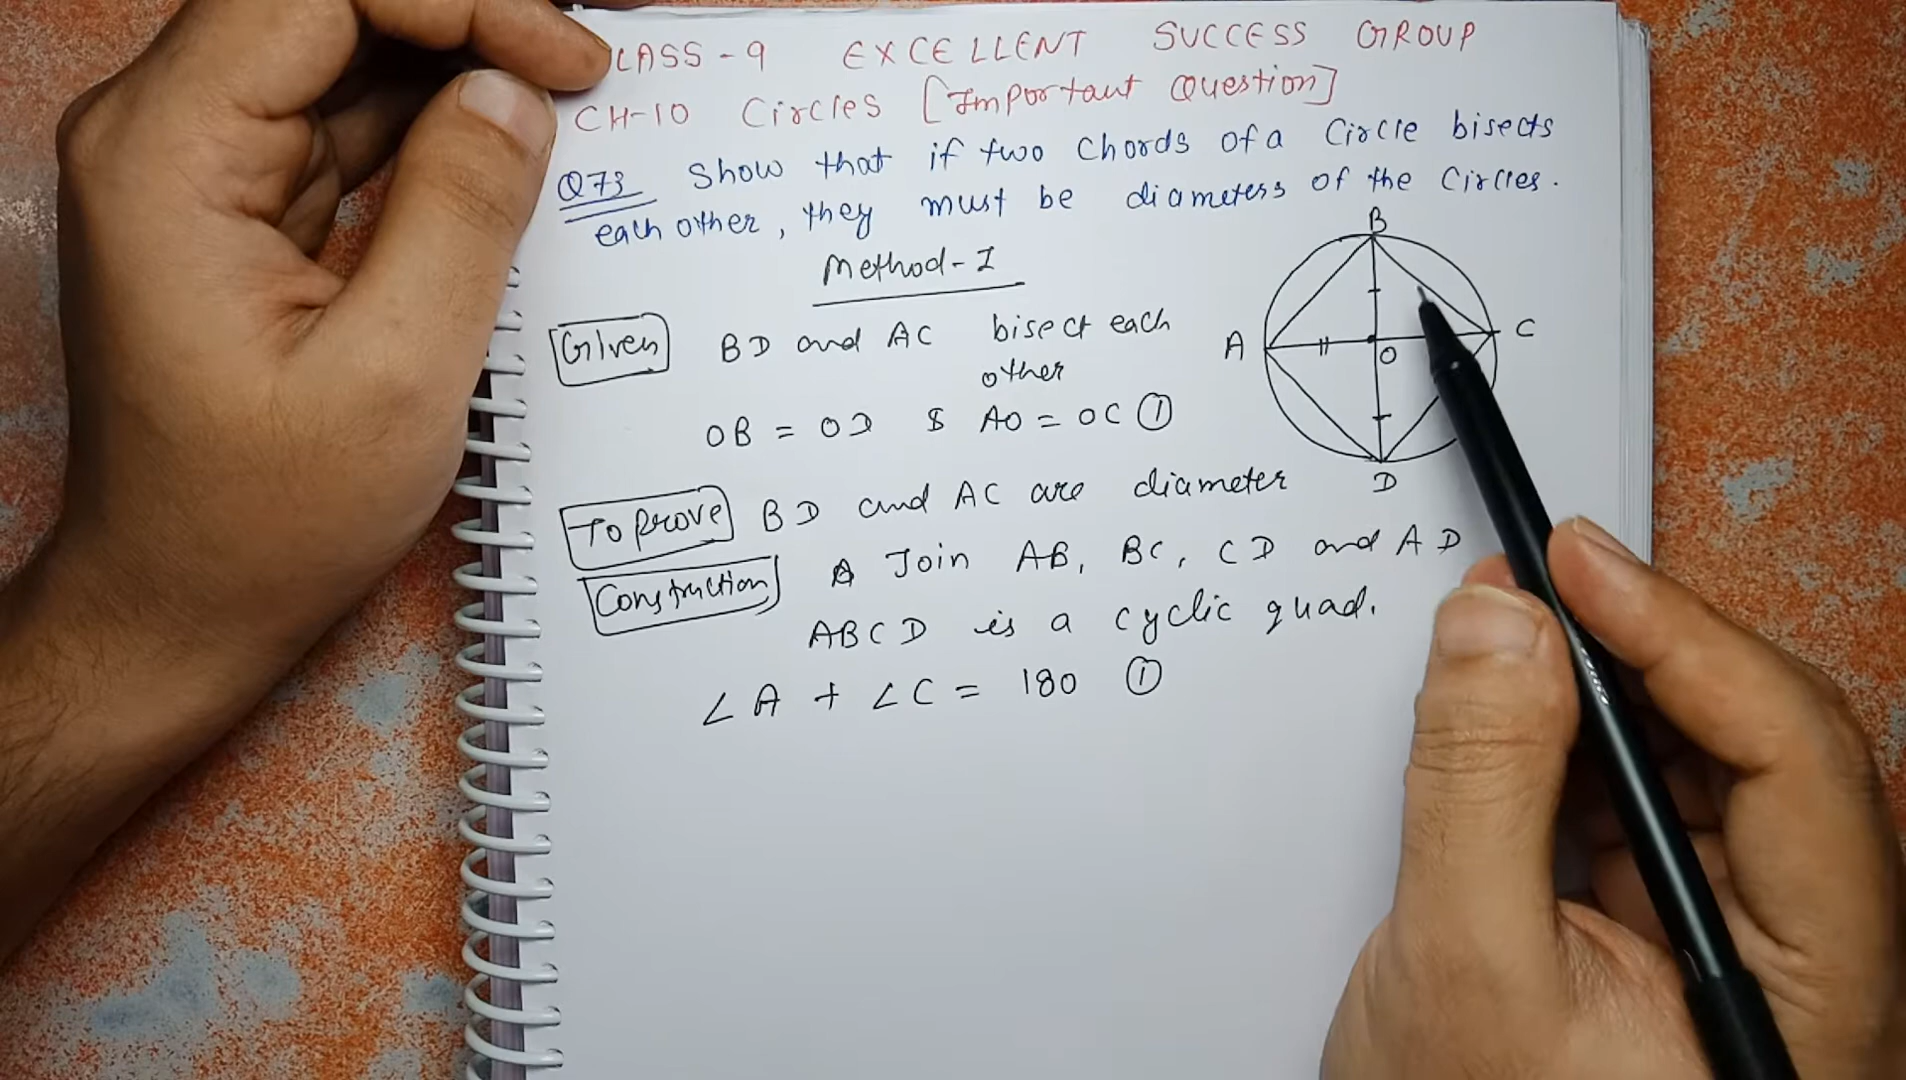 LASS - 9 EXCELLENT SUCCESS GROUP
CH-10 Circles [Important Question]
Q73 Show that if two chords of a Circle bisects
each other, they must be diameters of the Circles.
Method - I
B
Given BD and AC bisect each
other
A
O
C
OB = OD & AO = OC ①
D
To prove BD and AC are diameter
Construction Join AB, BC, CD and AD
ABCD is a cyclic quad.
∠A + ∠C = 180 ①